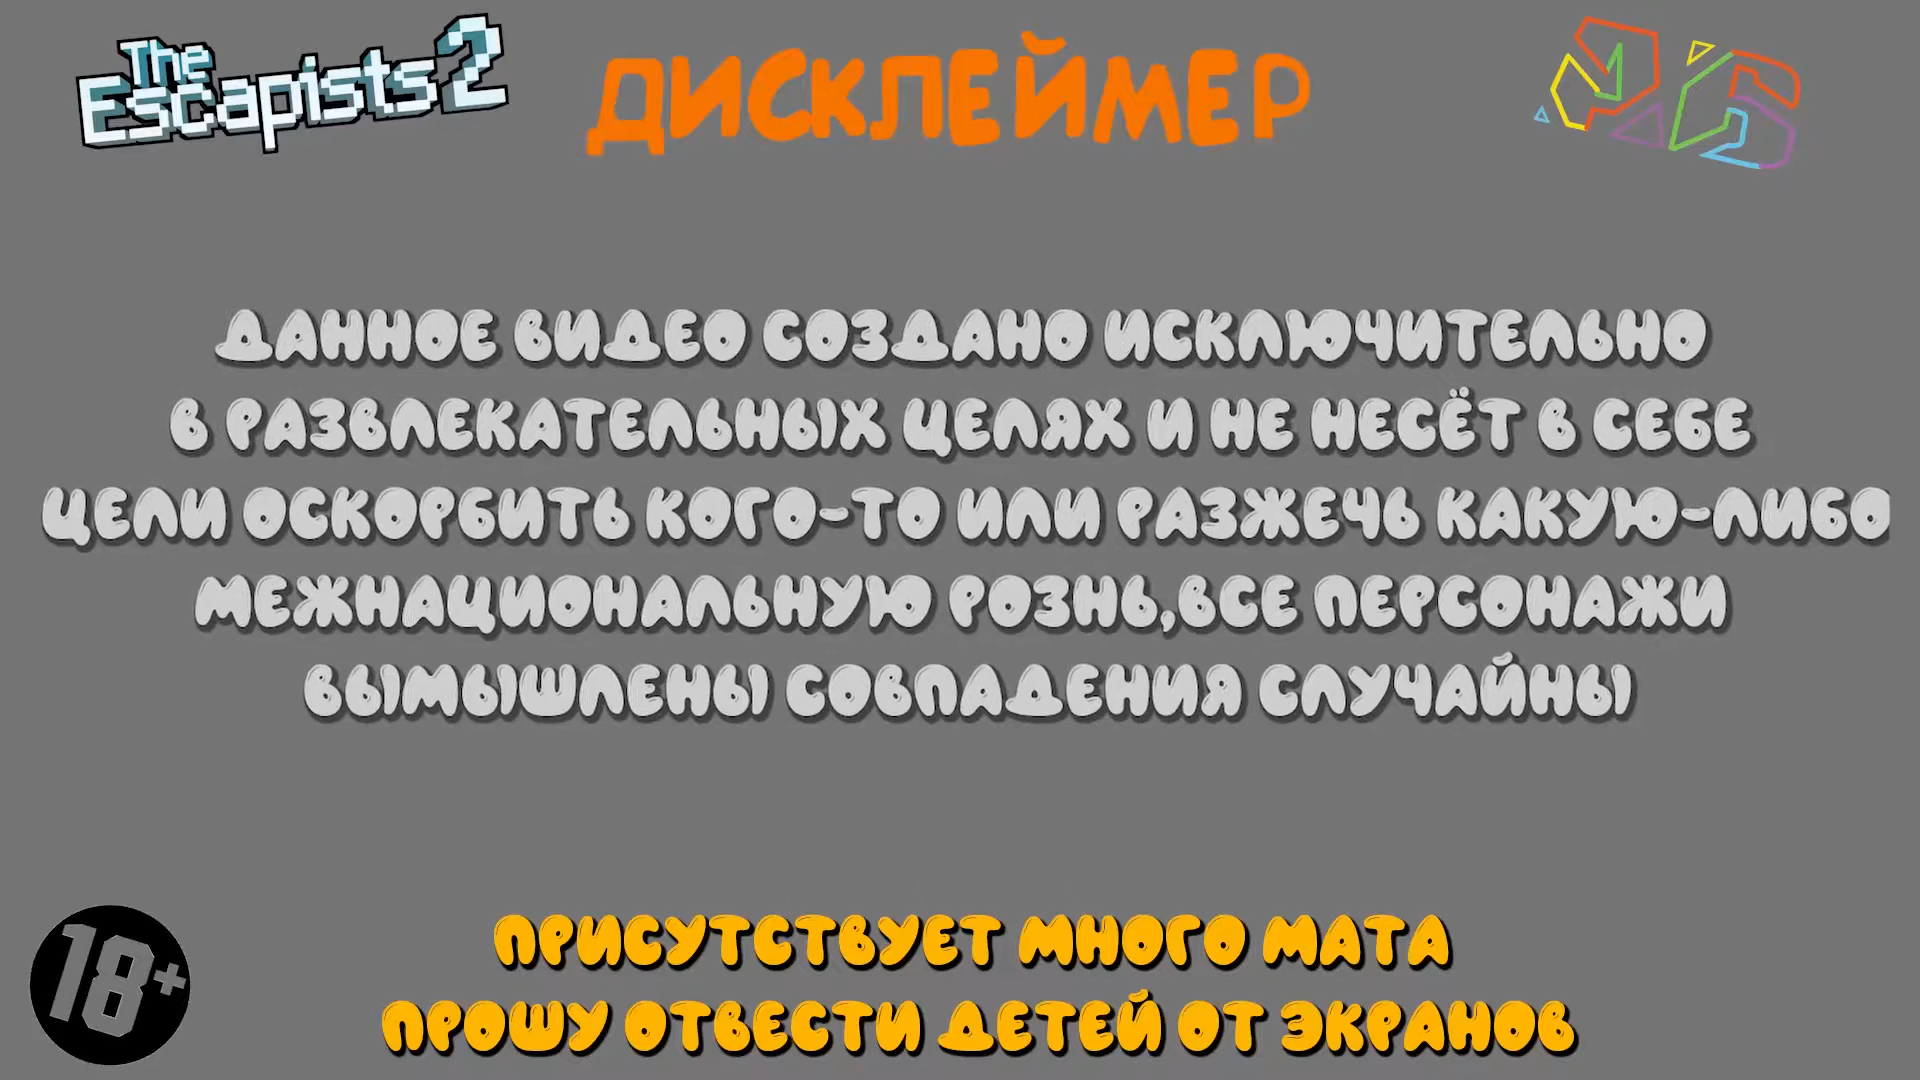 The
Escapists 2
ДИСКЛЕЙМЕР
ДАННОЕ ВИДЕО СОЗДАНО ИСКЛЮЧИТЕЛЬНО
В РАЗВЛЕКАТЕЛЬНЫХ ЦЕЛЯХ И НЕ НЕСЁТ В СЕБЕ
ЦЕЛИ ОСКОРБИТЬ КОГО-ТО ИЛИ РАЗЖЕЧЬ КАКУЮ-ЛИБО
МЕЖНАЦИОНАЛЬНУЮ РОЗНЬ,ВСЕ ПЕРСОНАЖИ
ВЫМЫШЛЕНЫ СОВПАДЕНИЯ СЛУЧАЙНЫ
18+
ПРИСУТСТВУЕТ МНОГО МАТА
ПРОШУ ОТВЕСТИ ДЕТЕЙ ОТ ЭКРАНОВ